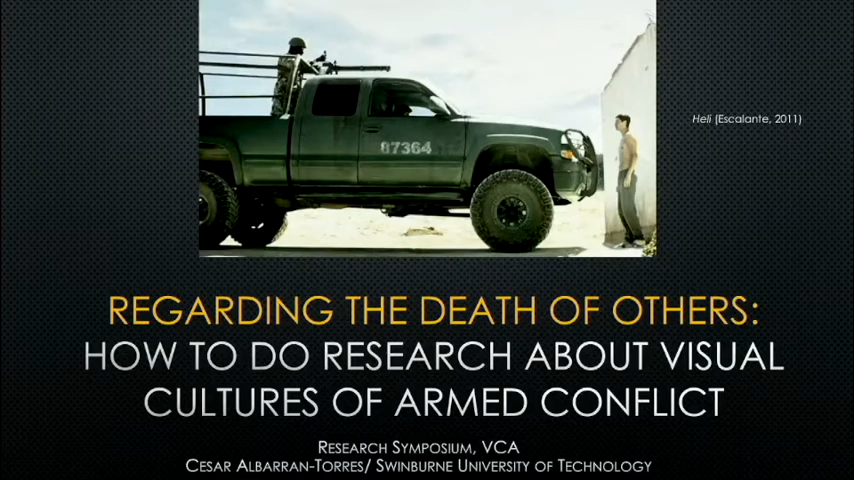 87364
Heli (Escalante, 2011)
REGARDING THE DEATH OF OTHERS:
HOW TO DO RESEARCH ABOUT VISUAL
CULTURES OF ARMED CONFLICT
RESEARCH SYMPOSIUM, VCA
CESAR ALBARRAN-TORRES/ SWINBURNE UNIVERSITY OF TECHNOLOGY